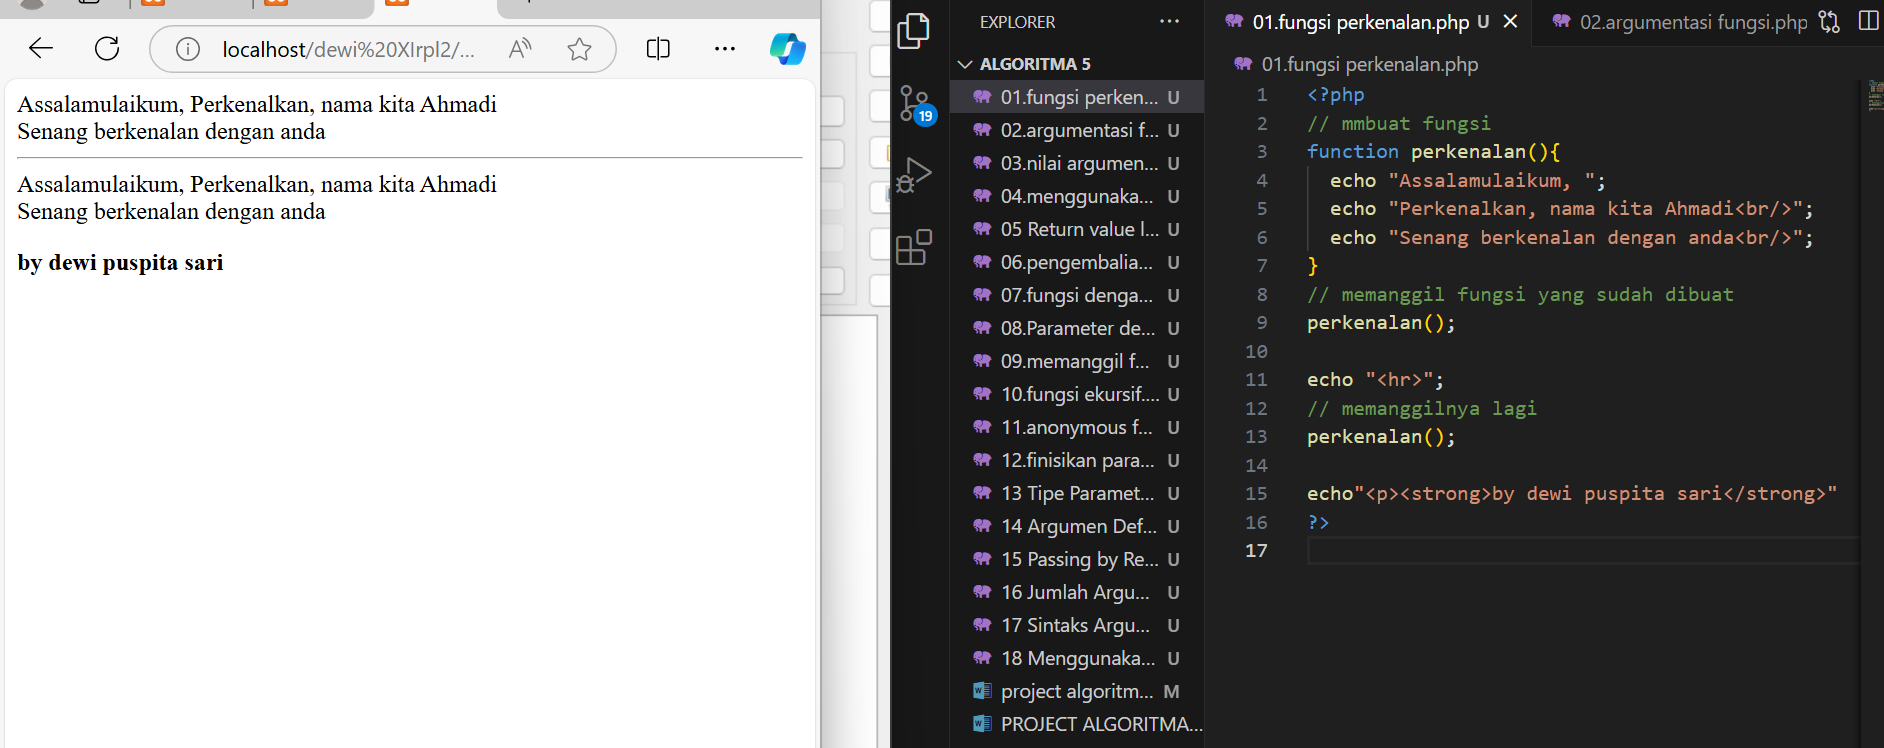 localhost/dewi%20XIrpl2/...
Assalamulaikum, Perkenalkan, nama kita Ahmadi
Senang berkenalan dengan anda
Assalamulaikum, Perkenalkan, nama kita Ahmadi
Senang berkenalan dengan anda
by dewi puspita sari
19
EXPLORER
ALGORITMA 5
01.fungsi perken... U
02.argumentasi f... U
03.nilai argumen... U
04.menggunaka... U
05 Return value l... U
06.pengembalia... U
07.fungsi denga... U
08.Parameter de... U
09.memanggil f... U
10.fungsi ekursif.... U
11.anonymous f... U
12.finisikan para... U
13 Tipe Paramet... U
14 Argumen Def... U
15 Passing by Re... U
16 Jumlah Argu... U
17 Sintaks Argu... U
18 Menggunaka... U
project algoritm... M
PROJECT ALGORITMA...
01.fungsi perkenalan.php U
02.argumentasi fungsi.php
01.fungsi perkenalan.php
1 <?php
2 // mmbuat fungsi
3 function perkenalan(){
4 echo "Assalamulaikum, ";
5 echo "Perkenalkan, nama kita Ahmadi<br/>";
6 echo "Senang berkenalan dengan anda<br/>";
7 }
8 // memanggil fungsi yang sudah dibuat
9 perkenalan();
10
11 echo "<hr>";
12 // memanggilnya lagi
13 perkenalan();
14
15 echo"<p><strong>by dewi puspita sari</strong>"
16 ?>
17